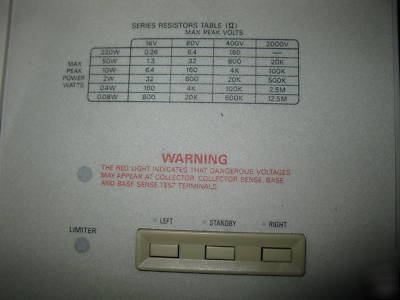 SERIES RESISTORS TABLE (Ω)
MAX PEAK VOLTS
16V 80V 400V 2000V
MAX PEAK POWER WATTS
220W 0.26 6.4 160 —
50W 1.3 32 800 20K
10W 6.4 160 4K 100K
2W 32 800 20K 500K
0.4W 160 4K 100K 2.5M
0.08W 800 20K 500K 12.5M
WARNING
THE RED LIGHT INDICATES THAT DANGEROUS VOLTAGES
MAY APPEAR AT COLLECTOR, COLLECTOR SENSE, BASE
AND BASE SENSE TEST TERMINALS.
LEFT STANDBY RIGHT
LIMITER